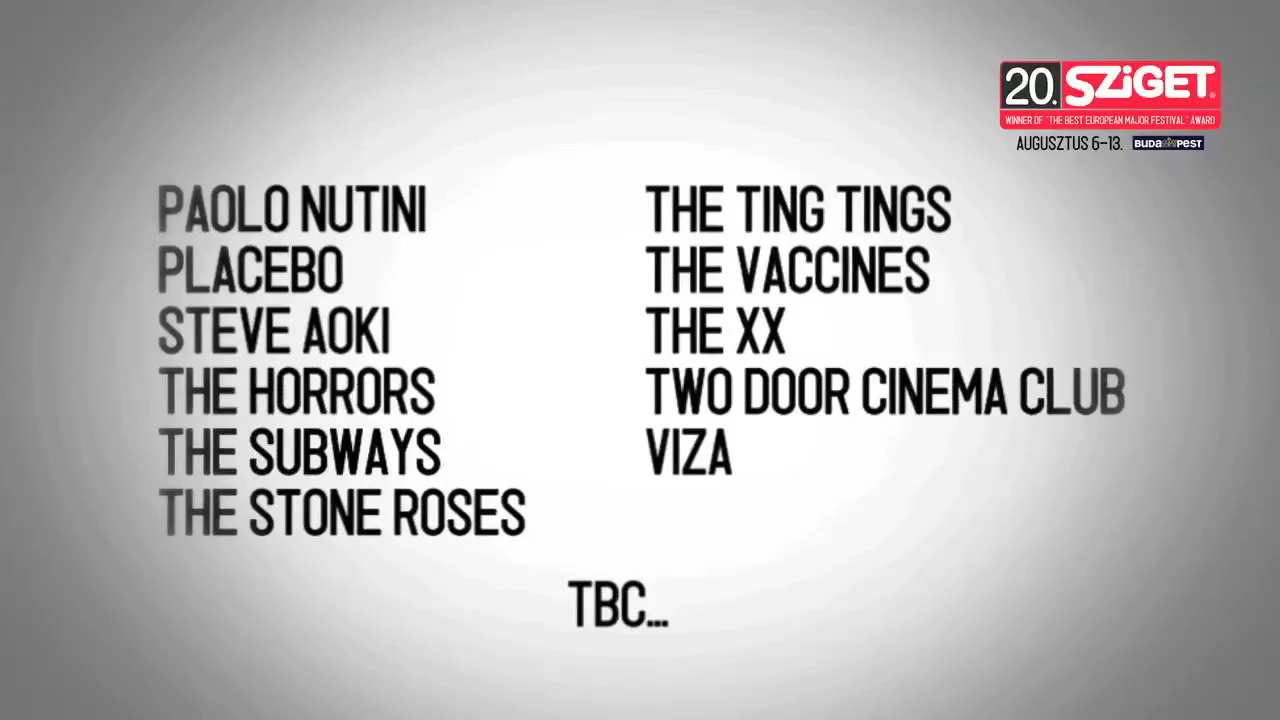 20. SZiGET®
WINNER OF "THE BEST EUROPEAN MAJOR FESTIVAL" AWARD
AUGUSZTUS 6–13. BUDAPEST
PAOLO NUTINI
PLACEBO
STEVE AOKI
THE HORRORS
THE SUBWAYS
THE STONE ROSES
THE TING TINGS
THE VACCINES
THE XX
TWO DOOR CINEMA CLUB
VIZA
TBC...